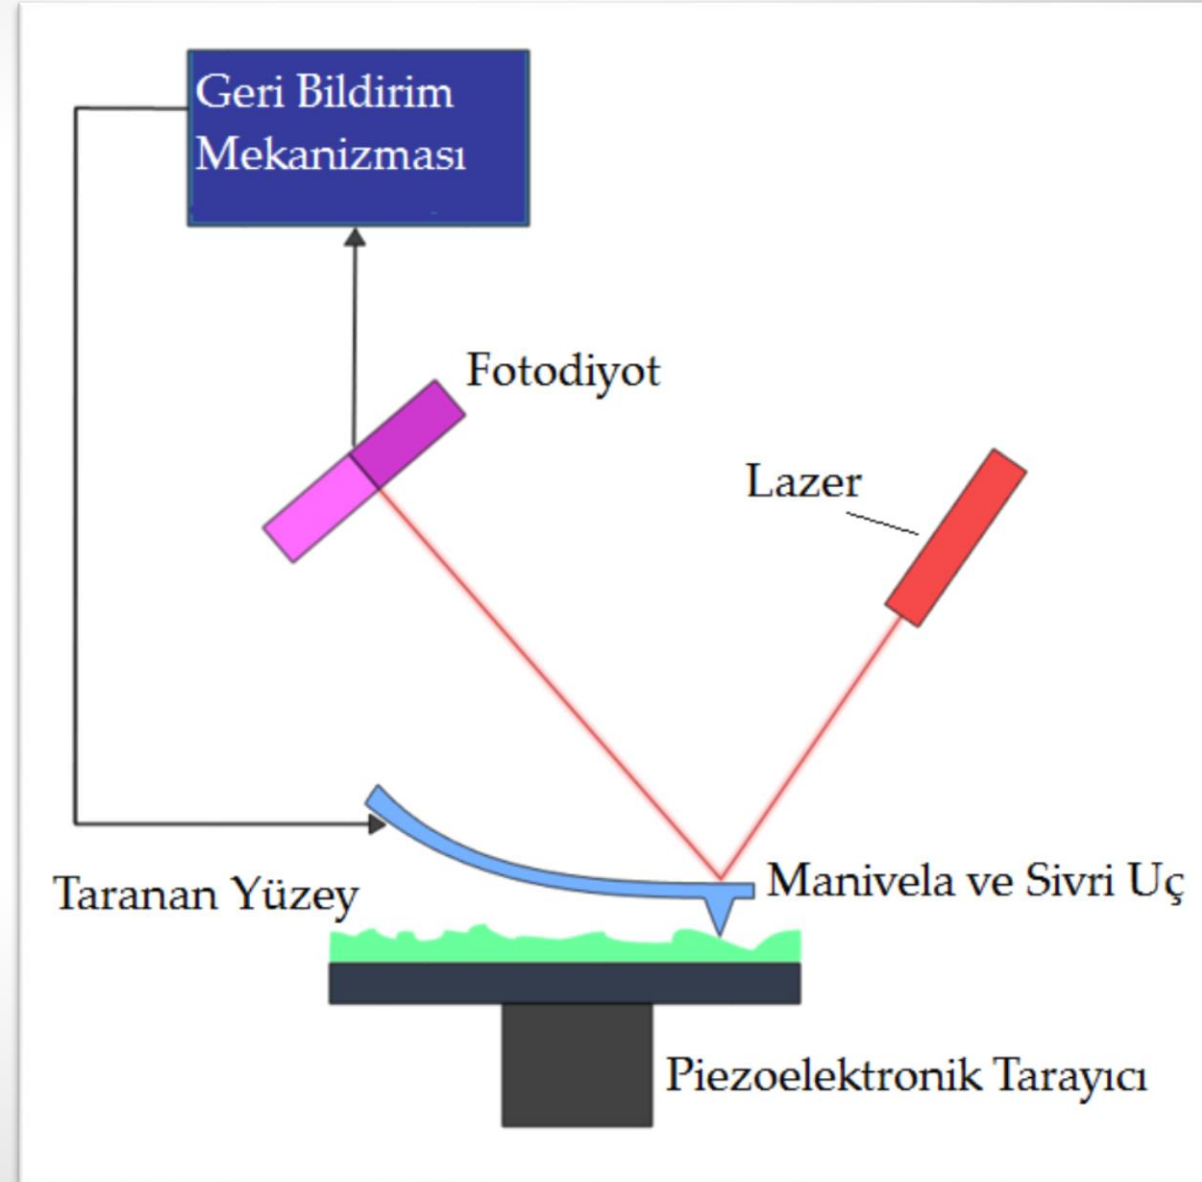 Geri Bildirim
Mekanizması
Fotodiyot
Lazer
Manivela ve Sivri Uç
Taranan Yüzey
Piezoelektronik Tarayıcı